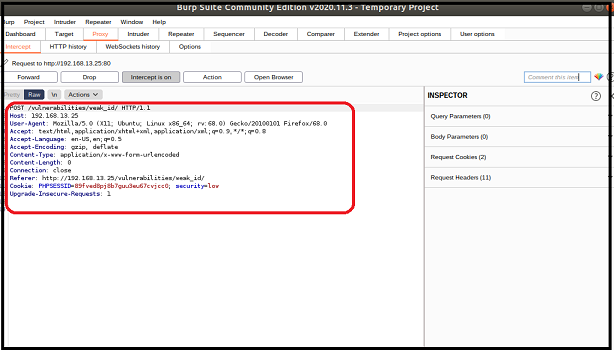 Burp Suite Community Edition v2020.11.3 - Temporary Project
Burp Project Intruder Repeater Window Help
Dashboard Target Proxy Intruder Repeater Sequencer Decoder Comparer Extender Project options User options
Intercept HTTP history WebSockets history Options
Request to http://192.168.13.25:80
Forward Drop Intercept is on Action Open Browser Comment this item
Pretty Raw \n Actions
INSPECTOR
POST /vulnerabilities/weak_id/ HTTP/1.1
Host: 192.168.13.25
User-Agent: Mozilla/5.0 (X11; Ubuntu; Linux x86_64; rv:68.0) Gecko/20100101 Firefox/68.0
Accept: text/html,application/xhtml+xml,application/xml;q=0.9,*/*;q=0.8
Accept-Language: en-US,en;q=0.5
Accept-Encoding: gzip, deflate
Content-Type: application/x-www-form-urlencoded
Content-Length: 0
Connection: close
Referer: http://192.168.13.25/vulnerabilities/weak_id/
Cookie: security=low
Upgrade-Insecure-Requests: 1
Query Parameters (0)
Body Parameters (0)
Request Cookies (2)
Request Headers (11)